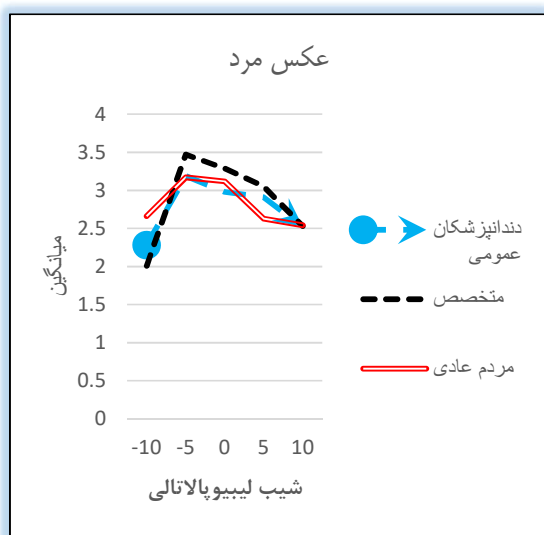 عکس مرد
4
3.5
3
2.5
2
1.5
1
0.5
0
میانگین
-10 -5 0 5 10
شیب لیبیوپالاتالی
دندانپزشکان
عمومی
متخصص
مردم عادی